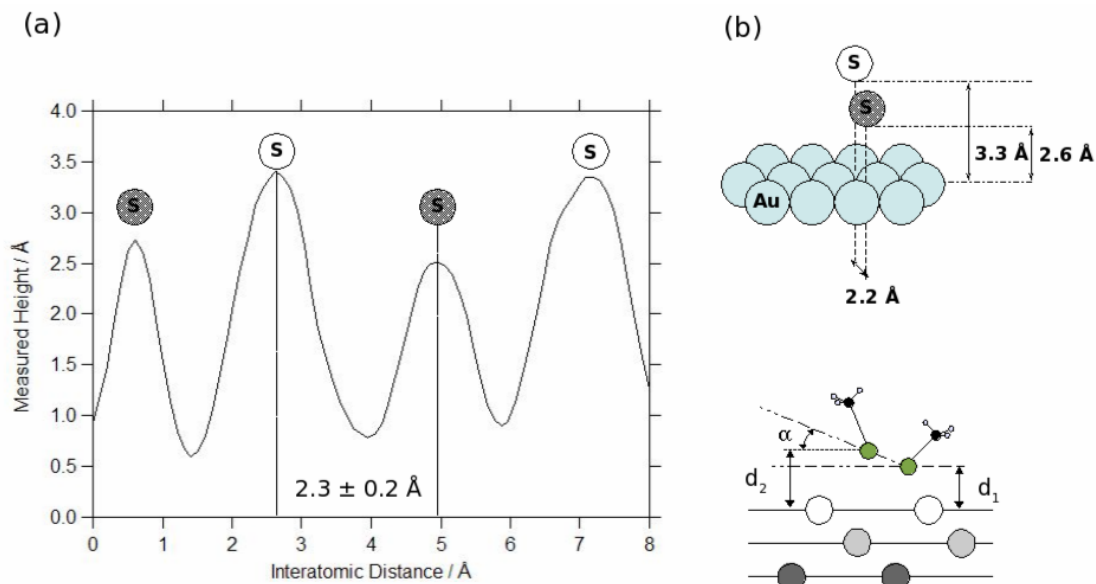 (a)
(b)
Measured Height / Å
4.0
3.5
3.0
2.5
2.0
1.5
1.0
0.5
0.0
S
S
S
S
2.3 ± 0.2 Å
0 1 2 3 4 5 6 7 8
Interatomic Distance / Å
S
S
3.3 Å 2.6 Å
Au
2.2 Å
α
d2
d1